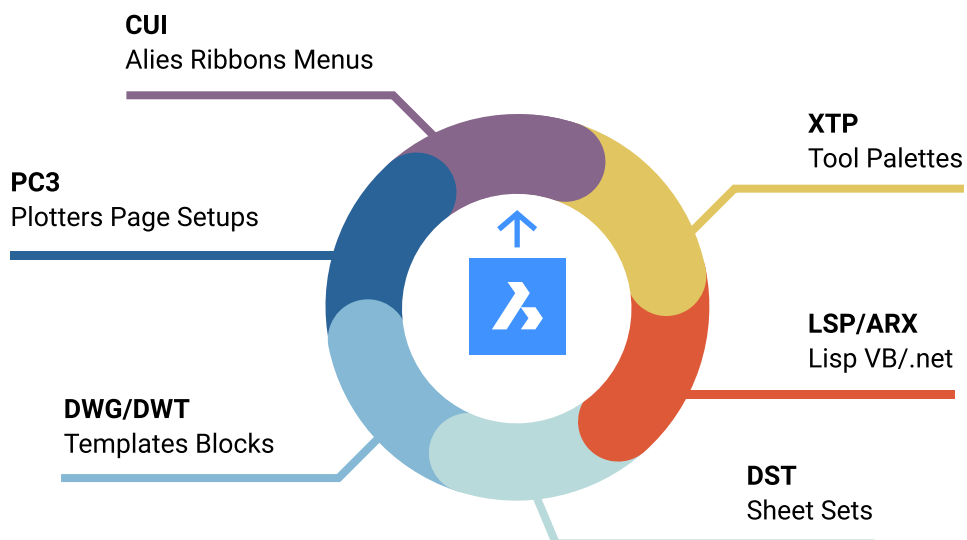 CUI
Alies Ribbons Menus
XTP
Tool Palettes
PC3
Plotters Page Setups
LSP/ARX
Lisp VB/.net
DWG/DWT
Templates Blocks
DST
Sheet Sets